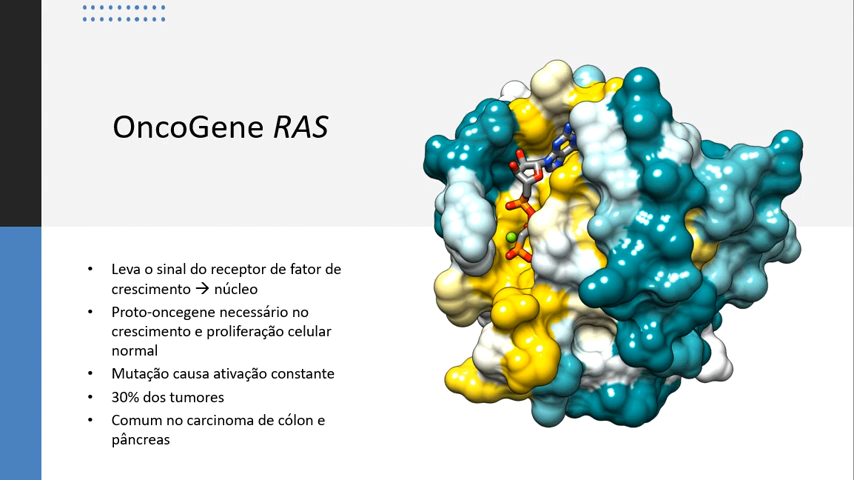 OncoGene RAS
• Leva o sinal do receptor de fator de
crescimento → núcleo
• Proto-oncegene necessário no
crescimento e proliferação celular
normal
• Mutação causa ativação constante
• 30% dos tumores
• Comum no carcinoma de cólon e
pâncreas